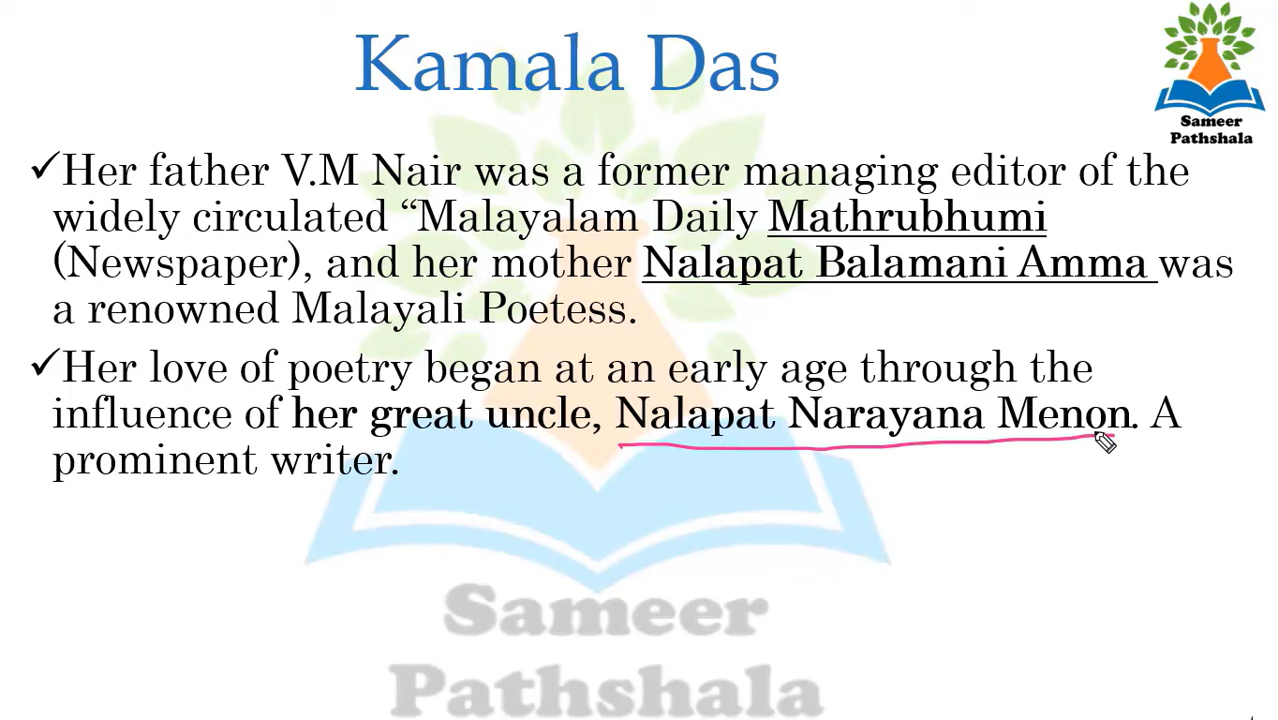 Kamala Das
Sameer
Pathshala
✓Her father V.M Nair was a former managing editor of the
widely circulated “Malayalam Daily Mathrubhumi
(Newspaper), and her mother Nalapat Balamani Amma was
a renowned Malayali Poetess.
✓Her love of poetry began at an early age through the
influence of her great uncle, Nalapat Narayana Menon. A
prominent writer.
Sameer
Pathshala